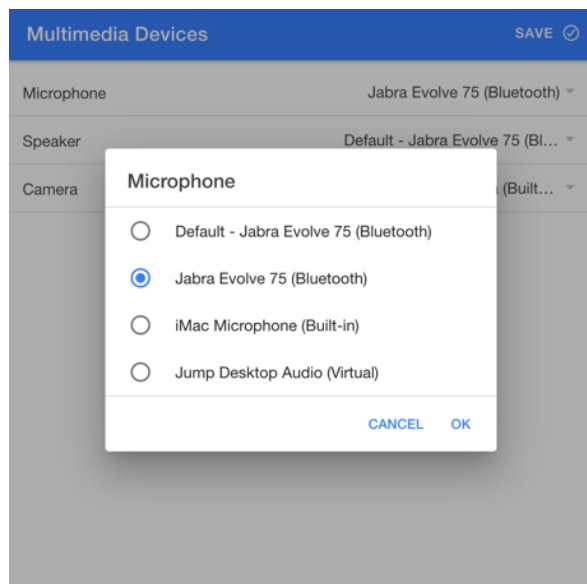 Multimedia Devices SAVE
Microphone Jabra Evolve 75 (Bluetooth)
Speaker Default - Jabra Evolve 75 (Bl…
Camera (Built…
Microphone
Default - Jabra Evolve 75 (Bluetooth)
Jabra Evolve 75 (Bluetooth)
iMac Microphone (Built-in)
Jump Desktop Audio (Virtual)
CANCEL OK